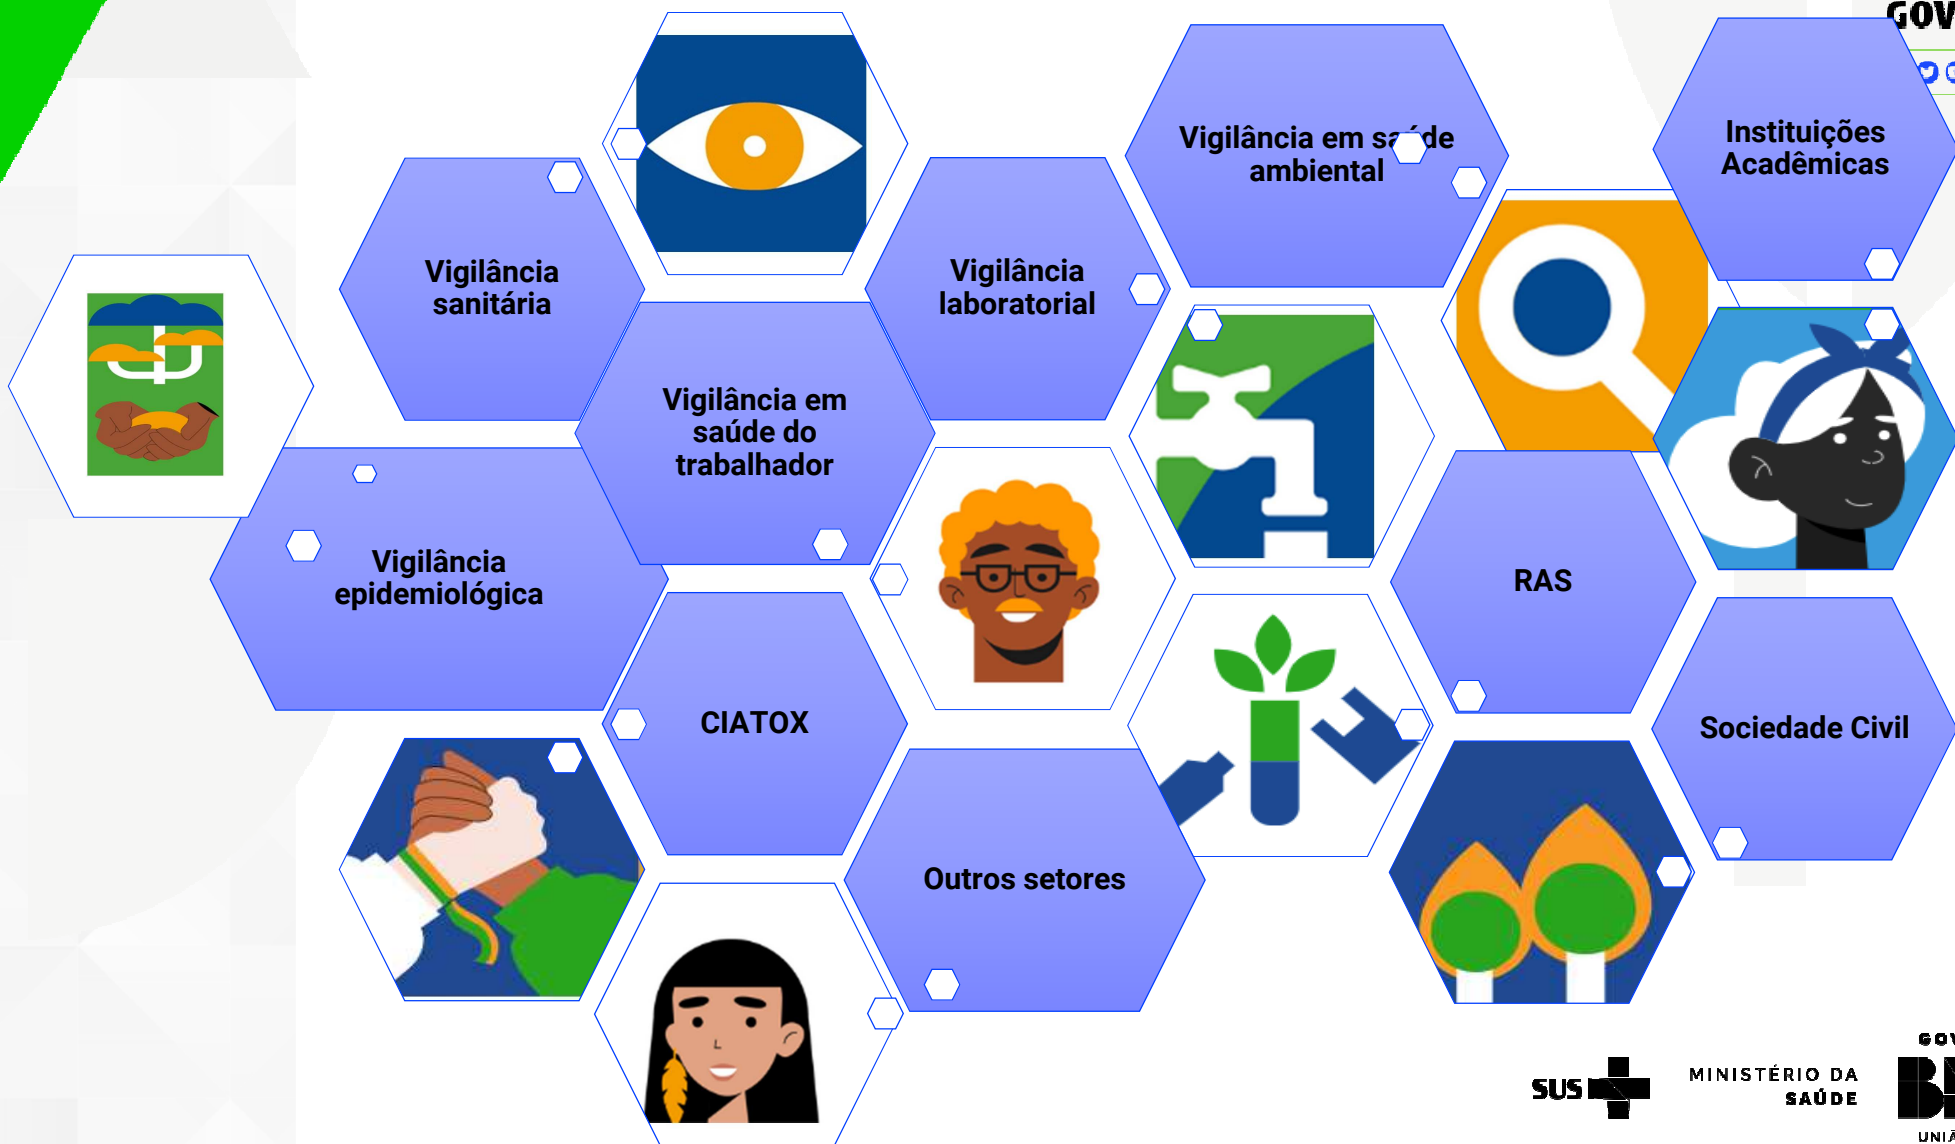 Vigilância em saúde
ambiental
Instituições
Acadêmicas
Vigilância
sanitária
Vigilância
laboratorial
Vigilância em
saúde do
trabalhador
Vigilância
epidemiológica
RAS
CIATOX
Sociedade Civil
Outros setores
SUS
MINISTÉRIO DA
SAÚDE